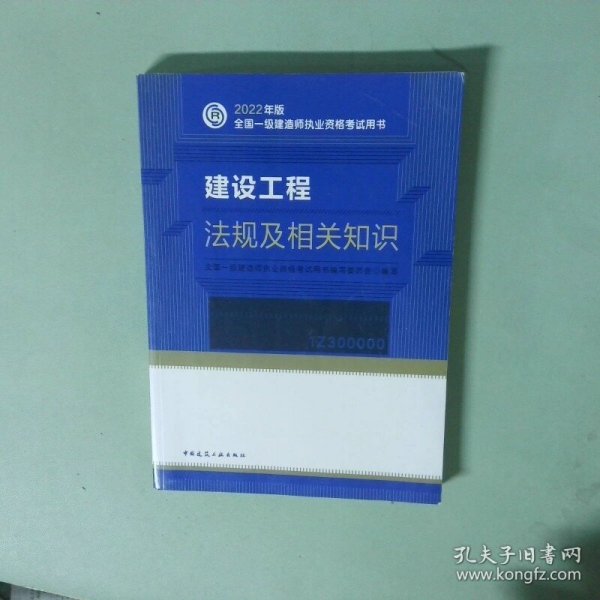 2022年版
全国一级建造师执业资格考试用书
建设工程
法规及相关知识
全国一级建造师执业资格考试用书编写委员会 编写
1Z300000
中国建筑工业出版社
孔夫子旧书网
www.kongfz.com